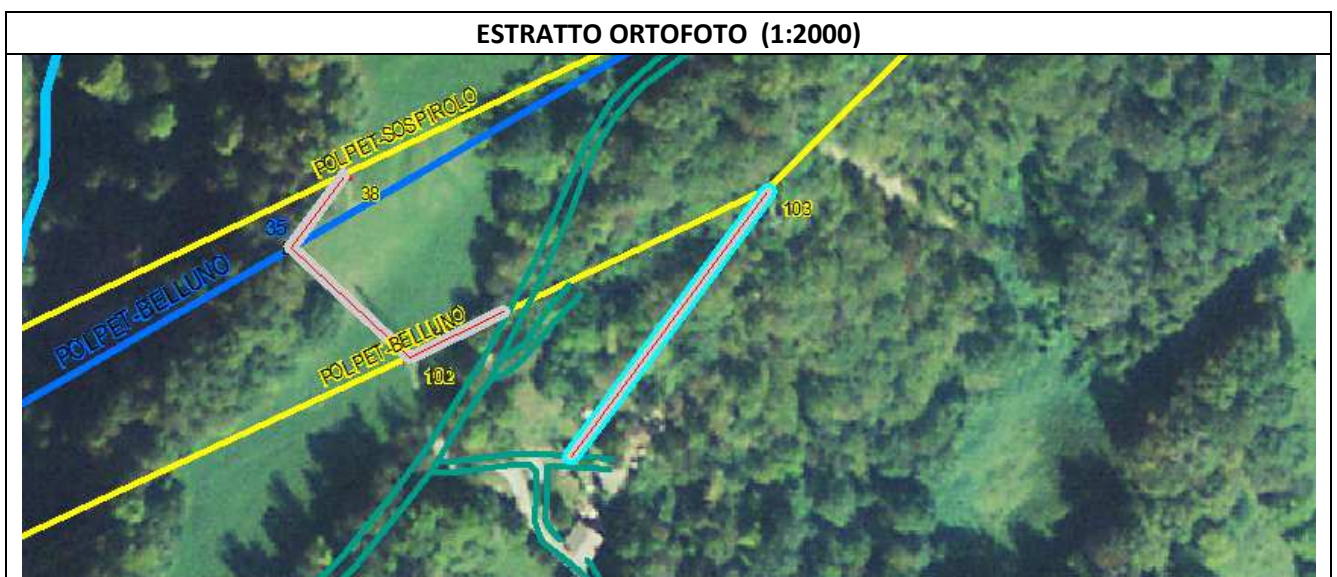 ESTRATTO ORTOFOTO (1:2000)
POLPET-SOSPIROLO
38
35
103
POLPET-BELLUNO
POLPET-BELLUNO
102